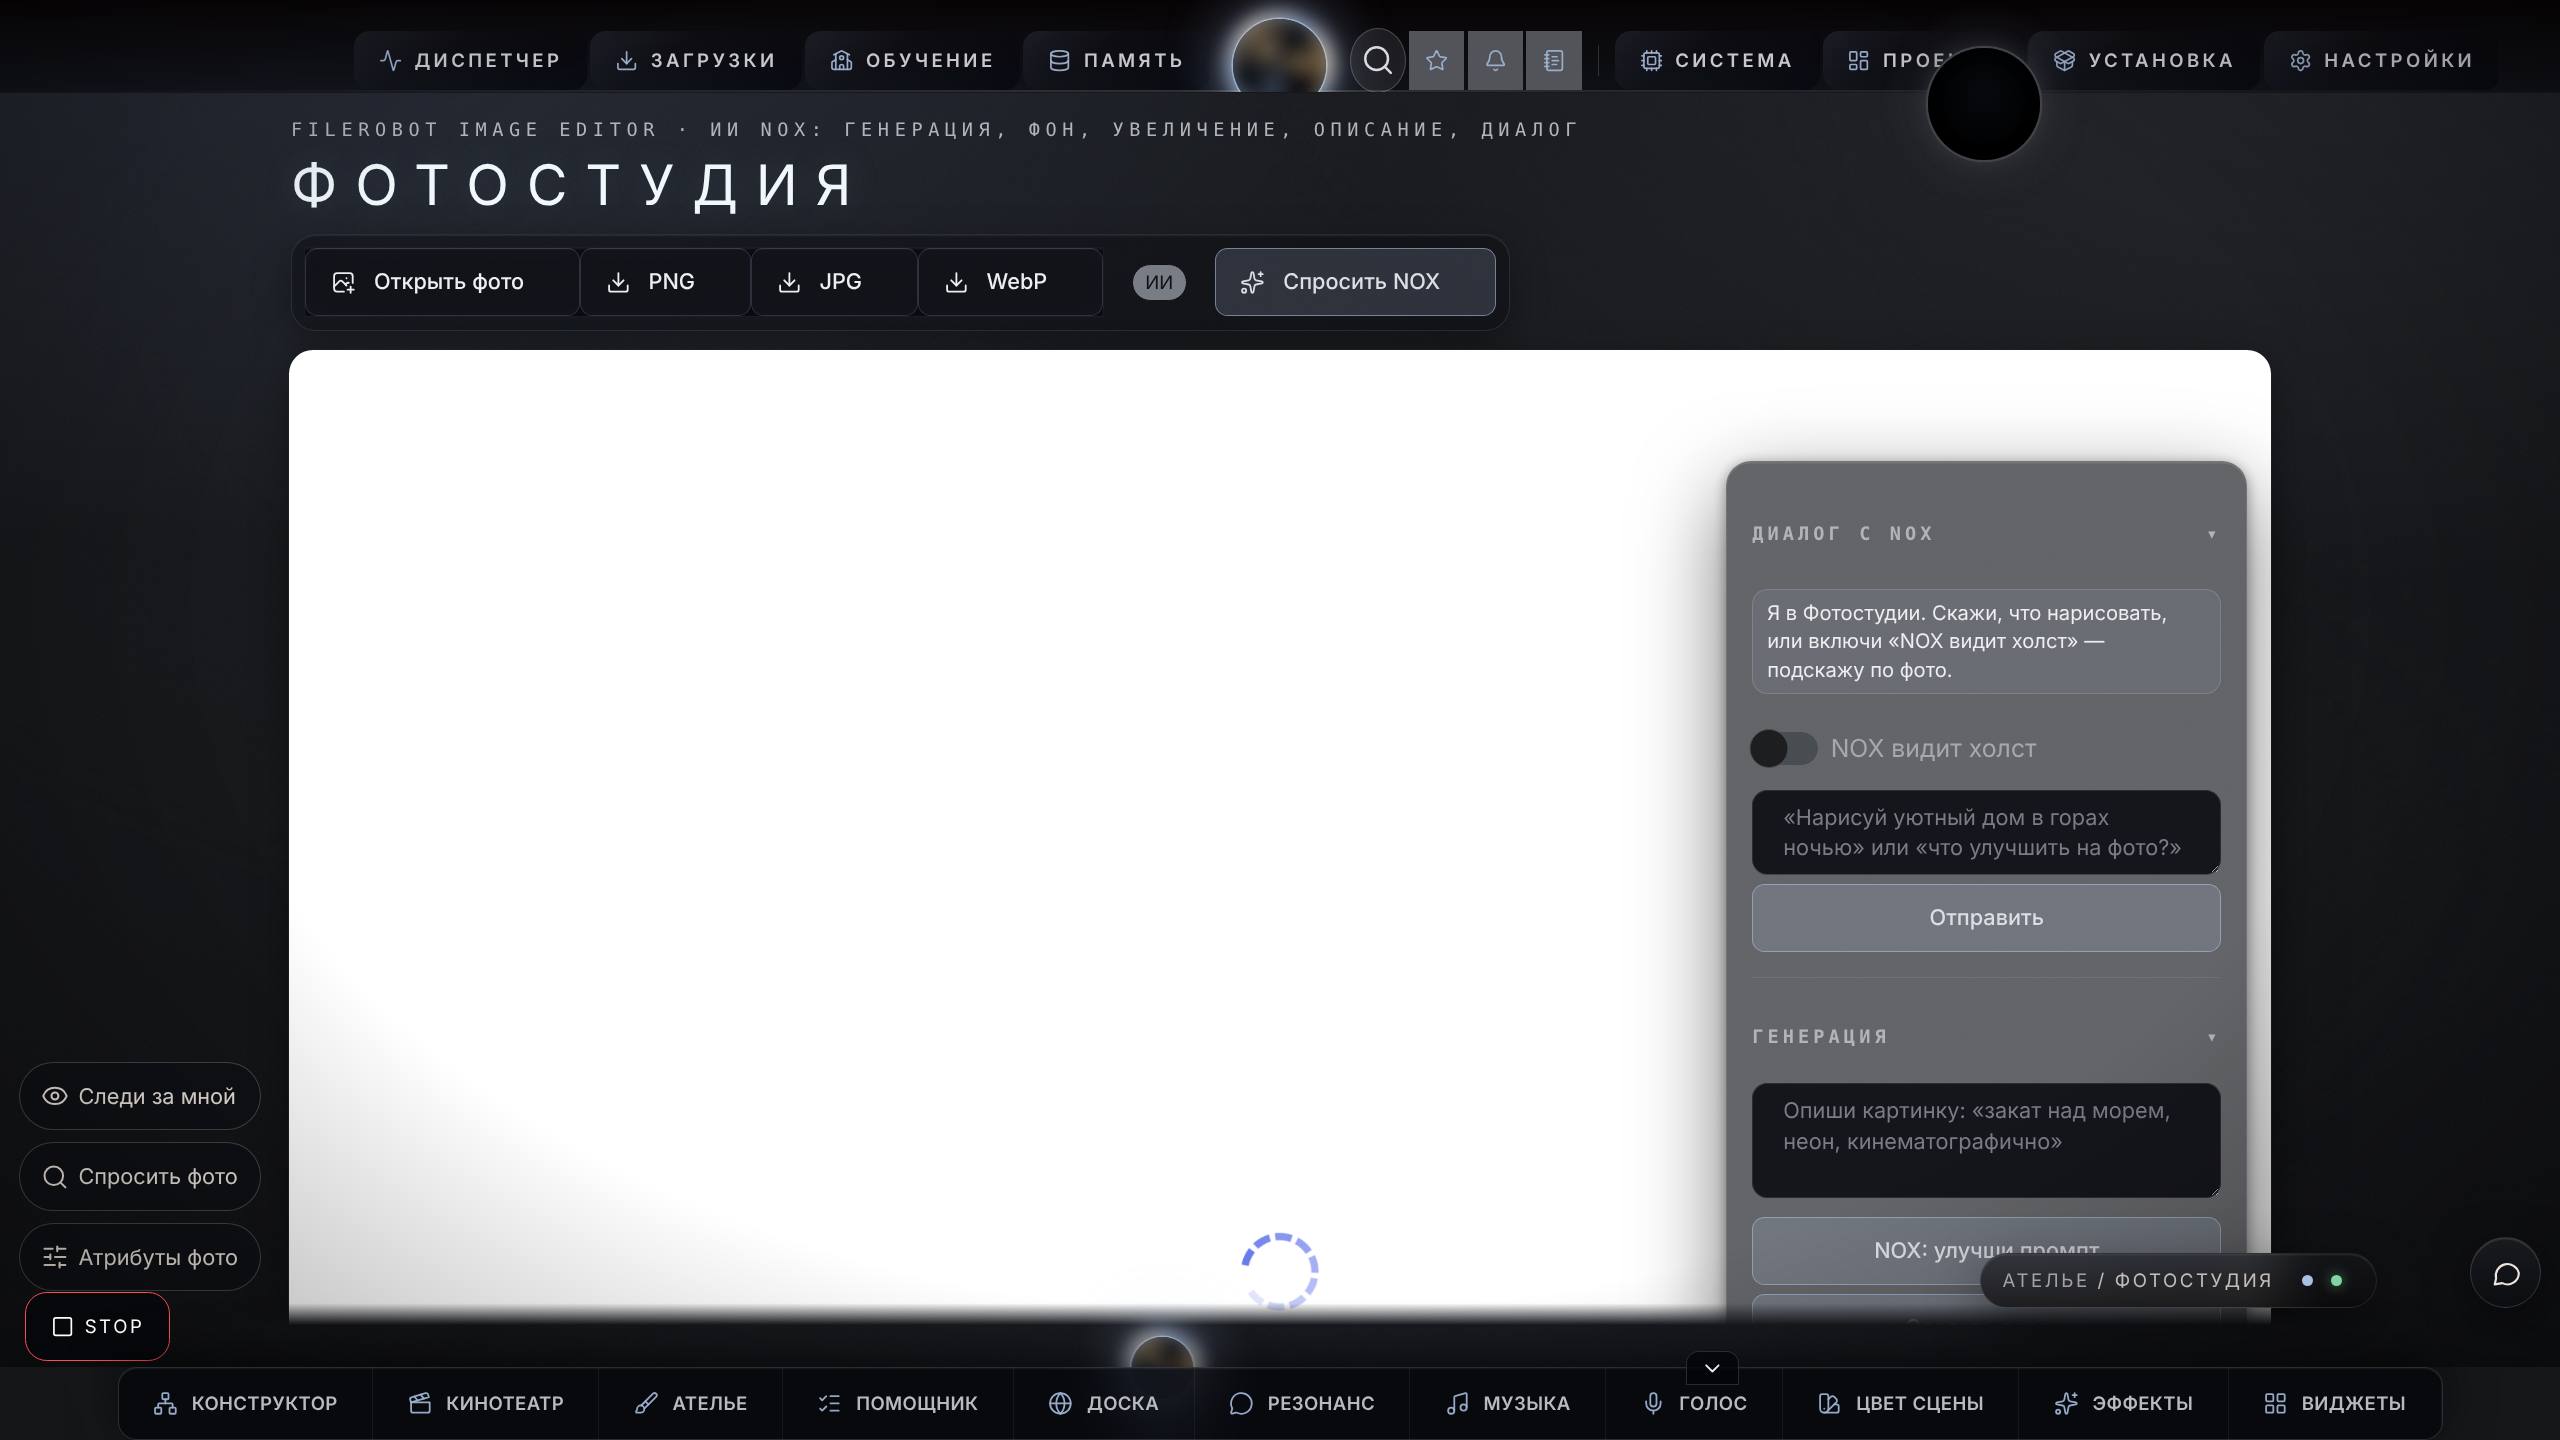 ДИСПЕТЧЕР
ЗАГРУЗКИ
ОБУЧЕНИЕ
ПАМЯТЬ
СИСТЕМА
УСТАНОВКА
НАСТРОЙКИ
FILEROBOT IMAGE EDITOR · ИИ NOX: ГЕНЕРАЦИЯ, ФОН, УВЕЛИЧЕНИЕ, ОПИСАНИЕ, ДИАЛОГ
ФОТОСТУДИЯ
Открыть фото
PNG
JPG
WebP
ИИ
Спросить NOX
ДИАЛОГ С NOX
Я в Фотостудии. Скажи, что нарисовать,
или включи «NOX видит холст» —
подскажу по фото.
NOX видит холст
«Нарисуй уютный дом в горах
ночью» или «что улучшить на фото?»
Отправить
ГЕНЕРАЦИЯ
Опиши картинку: «закат над морем,
неон, кинематографично»
NOX: улучши промпт
АТЕЛЬЕ / ФОТОСТУДИЯ
Следи за мной
Спросить фото
Атрибуты фото
STOP
КОНСТРУКТОР
КИНОТЕАТР
АТЕЛЬЕ
ПОМОЩНИК
ДОСКА
РЕЗОНАНС
МУЗЫКА
ГОЛОС
ЦВЕТ СЦЕНЫ
ЭФФЕКТЫ
ВИДЖЕТЫ